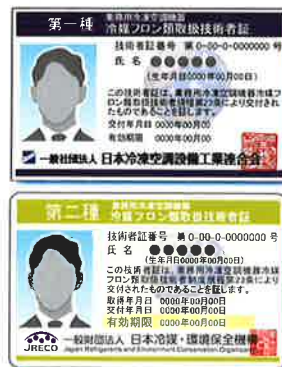 第一種 業務用冷凍空調機器
冷媒フロン類取扱技術者証
技術者証番号 第0-00-0-0000000号
氏名 ●●●●●
(生年月日0000年00月00日)
この技術者証は、業務用冷凍空調機器冷媒フ
ロン類取扱技術者規程第23条により交付され
たものであることを証します。
交付年月日 0000年00月00日
一般社団法人 日本冷凍空調設備工業連合会
第二種 業務用冷凍空調機器
冷媒フロン類取扱技術者証
技術者証番号 第0-00-0-0000000号
氏名 ●●●●●
(生年月日0000年00月00日)
この技術者証は、業務用冷凍空調機器冷媒
フロン類取扱技術者制度規程第23条により
交付されたものであることを証します。
取得年月日 0000年00月00日
交付年月日 0000年00月00日
有効期限 0000年00月00日
JRECO
一般財団法人 日本冷媒・環境保全機構
Japan Refrigerants and Environment Conservation Organization